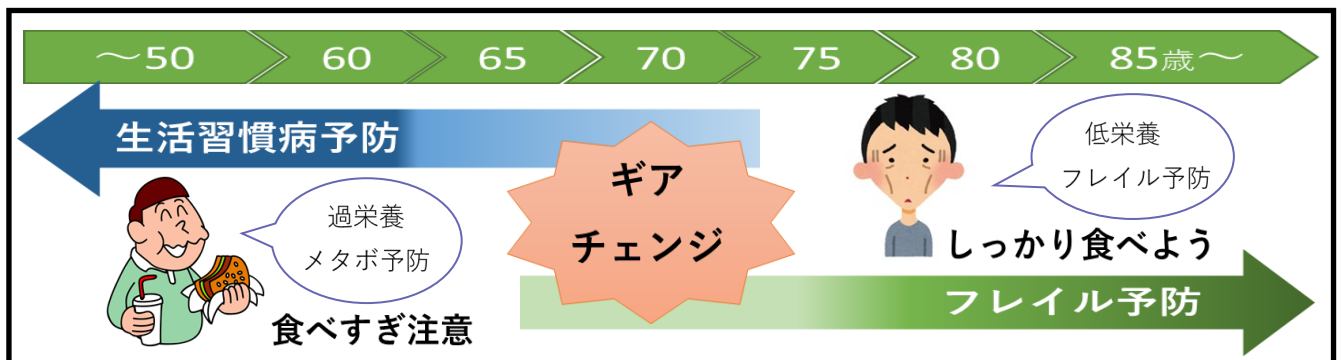 ～50 60 65 70 75 80 85歳～
生活習慣病予防
ギア
チェンジ
低栄養
フレイル予防
過栄養
メタボ予防
しっかり食べよう
食べすぎ注意
フレイル予防